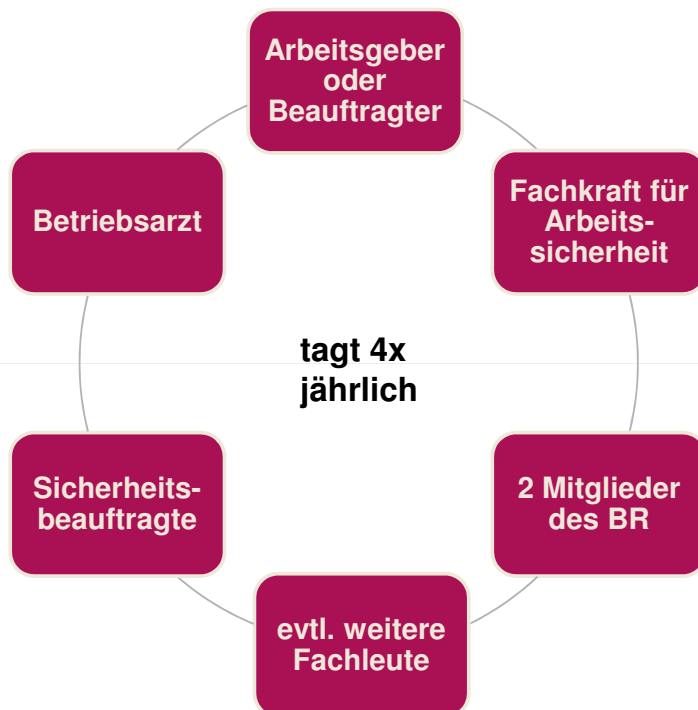 Arbeitsgeber
oder
Beauftragter
Fachkraft für
Arbeits-
sicherheit
2 Mitglieder
des BR
evtl. weitere
Fachleute
Sicherheits-
beauftragte
Betriebsarzt
tagt 4x
jährlich